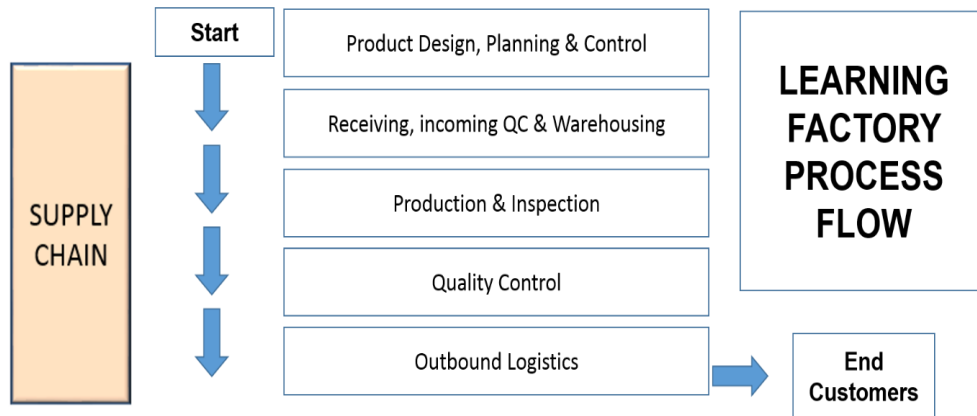 Start
Product Design, Planning & Control
Receiving, incoming QC & Warehousing
Production & Inspection
Quality Control
Outbound Logistics
SUPPLY
CHAIN
LEARNING
FACTORY
PROCESS
FLOW
End
Customers